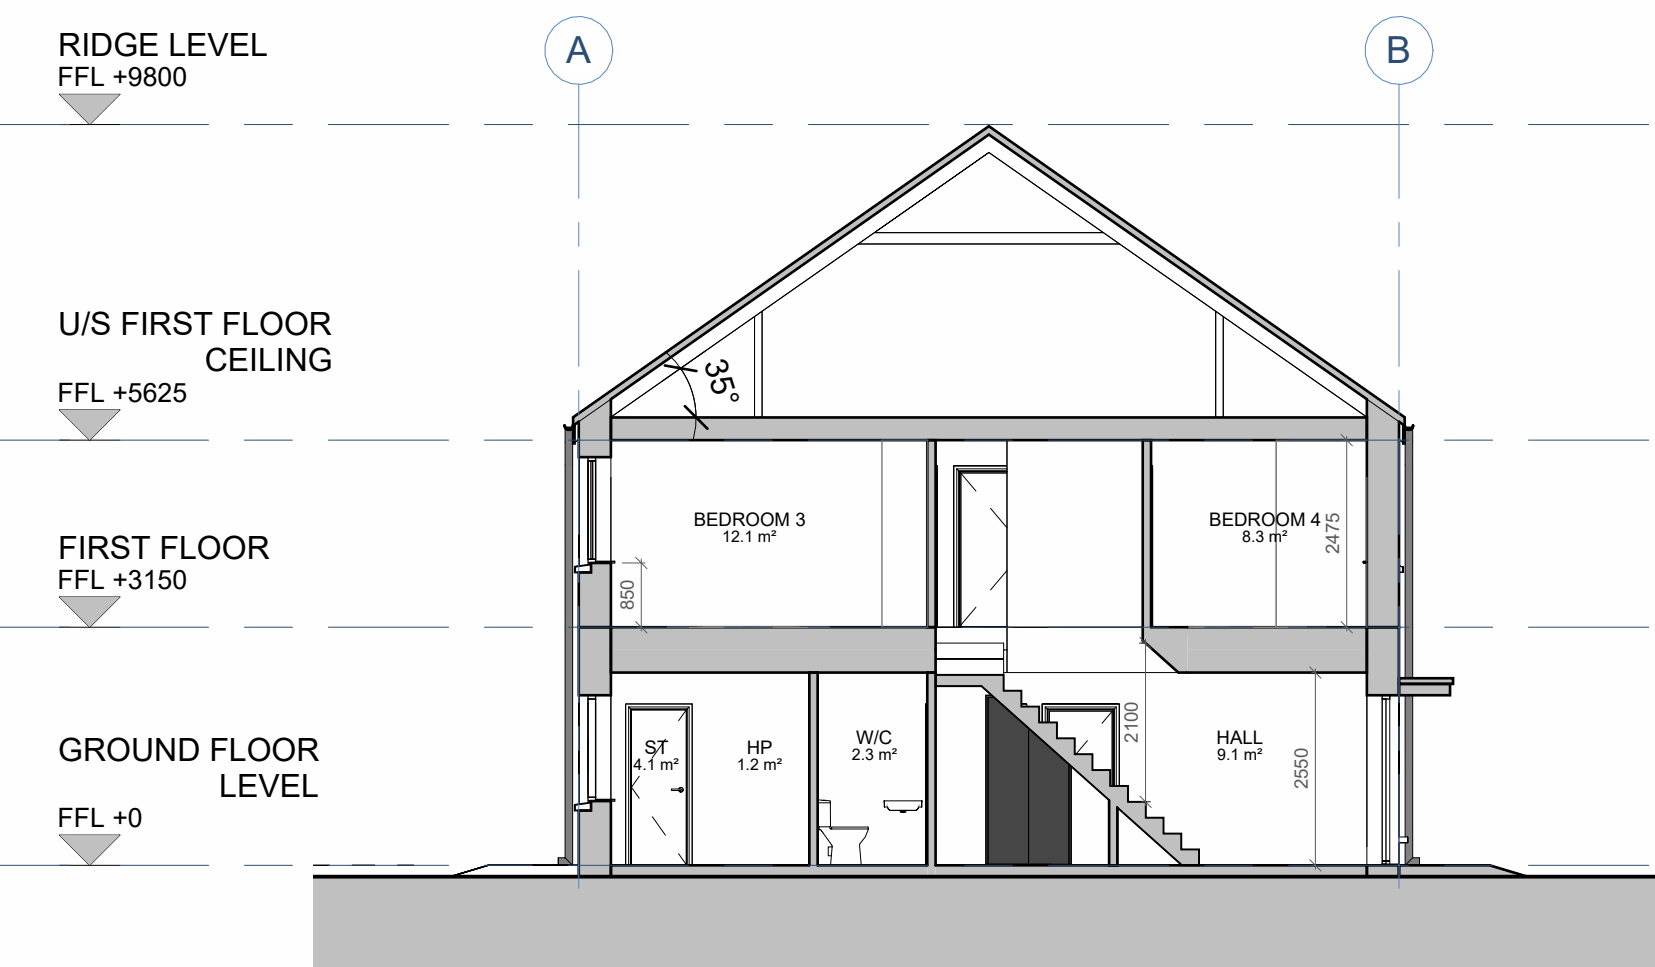 A
B
RIDGE LEVEL
FFL +9800
U/S FIRST FLOOR
CEILING
FFL +5625
35°
FIRST FLOOR
FFL +3150
BEDROOM 3
12.1 m²
BEDROOM 4
8.3 m²
2475
850
GROUND FLOOR
LEVEL
FFL +0
ST
4.1 m²
HP
1.2 m²
W/C
2.3 m²
2100
HALL
9.1 m²
2550